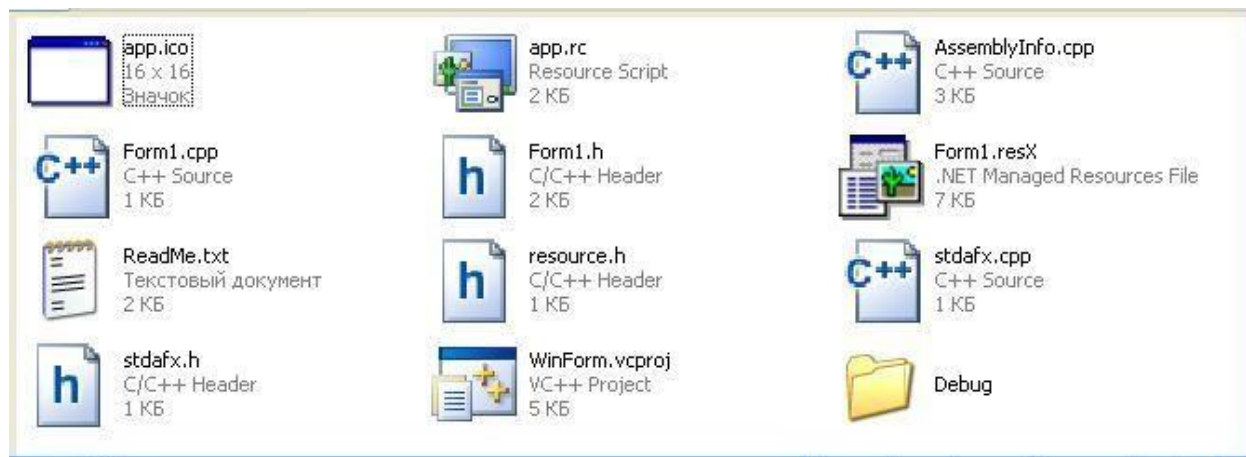 app.ico
16 x 16
Значок
app.rc
Resource Script
2 КБ
AssemblyInfo.cpp
C++ Source
3 КБ
Form1.cpp
C++ Source
1 КБ
Form1.h
C/C++ Header
2 КБ
Form1.resX
.NET Managed Resources File
7 КБ
ReadMe.txt
Текстовый документ
2 КБ
resource.h
C/C++ Header
1 КБ
stdafx.cpp
C++ Source
1 КБ
stdafx.h
C/C++ Header
1 КБ
WinForm.vcproj
VC++ Project
5 КБ
Debug